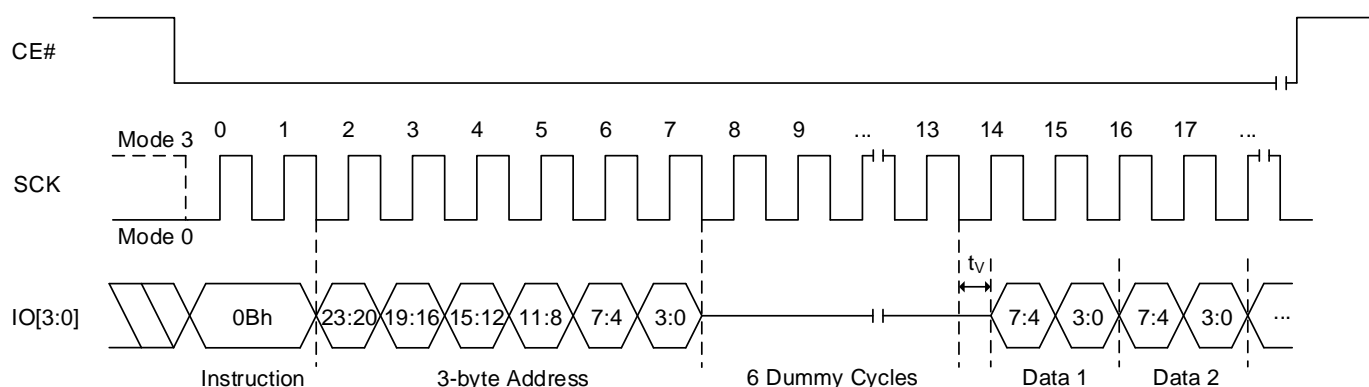 CE#
0 1 2 3 4 5 6 7 8 9 ... 13 14 15 16 17 ...
Mode 3
SCK
Mode 0
tV
IO[3:0] 0Bh 23:20 19:16 15:12 11:8 7:4 3:0 7:4 3:0 7:4 3:0 ...
Instruction 3-byte Address 6 Dummy Cycles Data 1 Data 2